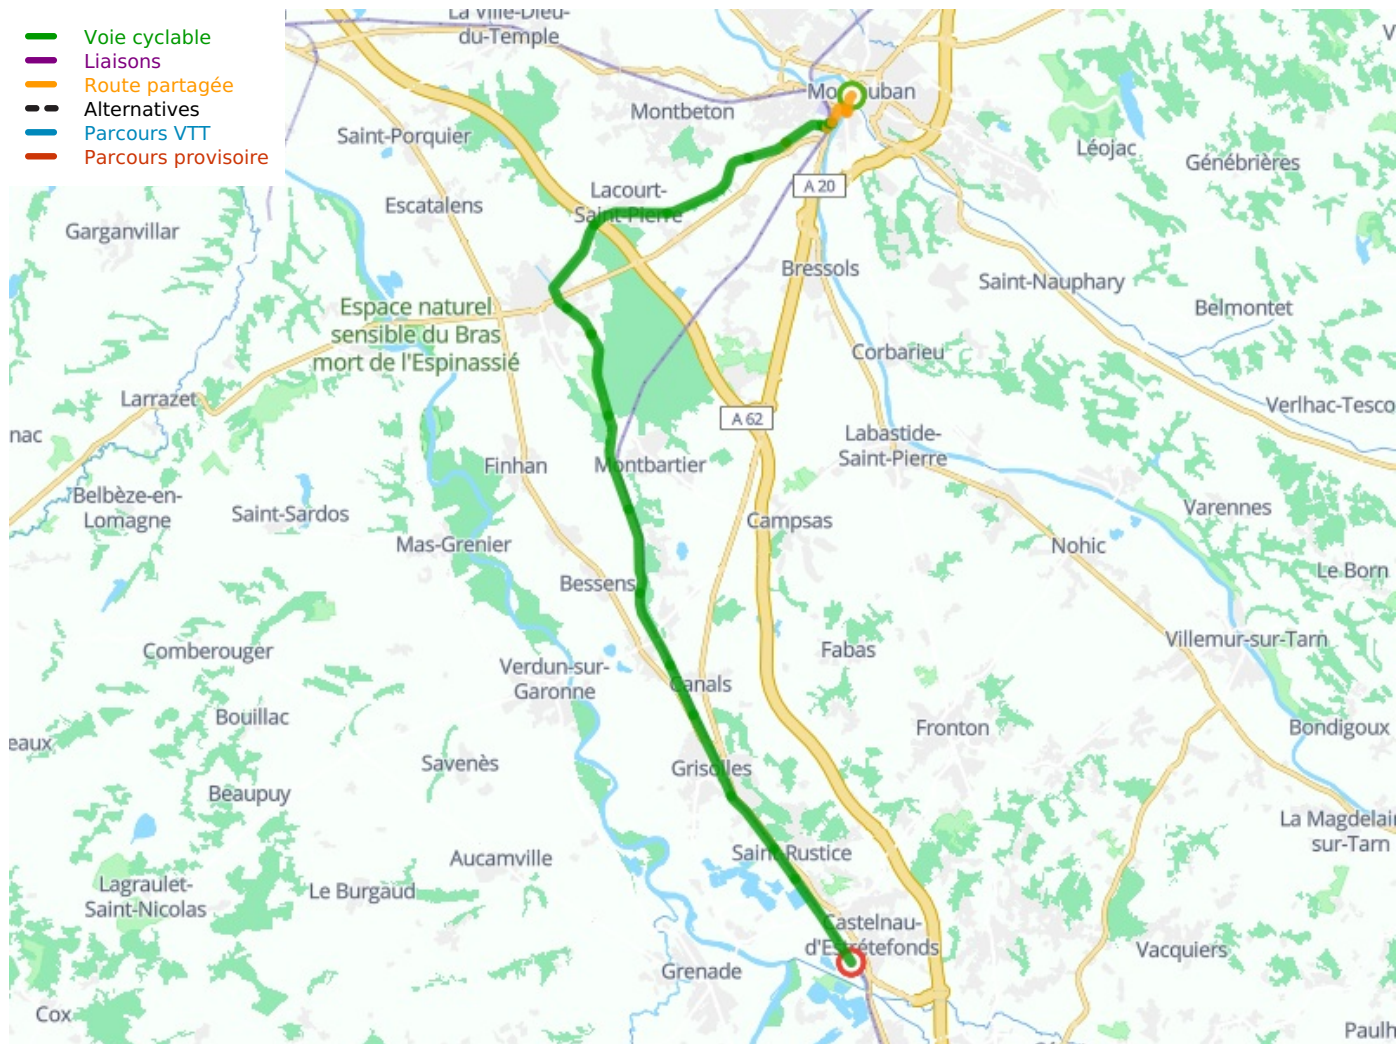 Voie cyclable
Liaisons
Route partagée
Alternatives
Parcours VTT
Parcours provisoire
La Ville-Dieu-
du-Temple
Montbeton
Saint-Porquier
Léojac
Génébrières
A 20
Lacourt-
Saint-Pierre
Escatalens
Garganvillar
Bressols
Saint-Nauphary
Belmontet
Espace naturel
sensible du Bras
mort de l'Espinassié
Corbarieu
Larrazet
Verlhac-Tesco
A 62
nac
Labastide-
Saint-Pierre
Finhan
Montbartier
Belbèze-en-
Lomagne
Saint-Sardos
Varennes
Campsas
Mas-Grenier
Nohic
Le Born
Bessens
Villemur-sur-Tarn
Comberouger
Fabas
Verdun-sur-
Garonne
Canals
Bouillac
Fronton
Bondigoux
eaux
Savenès
Grisolles
Beaupuy
La Magdelai
sur-Tarn
Saint-Rustice
Aucamville
Lagraulet-
Saint-Nicolas
Le Burgaud
Castelnau-
d'Estrétefonds
Vacquiers
Grenade
Cox
Paulh